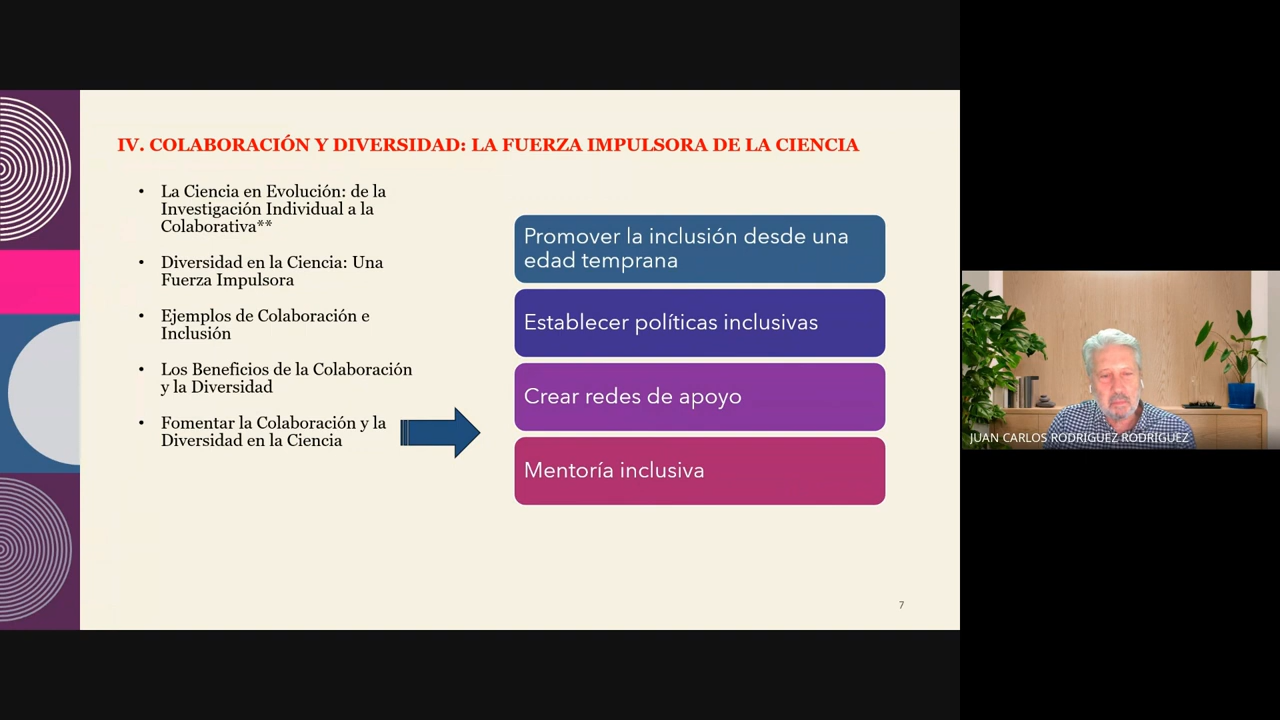 IV. COLABORACIÓN Y DIVERSIDAD: LA FUERZA IMPULSORA DE LA CIENCIA
• La Ciencia en Evolución: de la
Investigación Individual a la
Colaborativa**
• Diversidad en la Ciencia: Una
Fuerza Impulsora
• Ejemplos de Colaboración e
Inclusión
• Los Beneficios de la Colaboración
y la Diversidad
• Fomentar la Colaboración y la
Diversidad en la Ciencia
Promover la inclusión desde una
edad temprana
Establecer políticas inclusivas
Crear redes de apoyo
Mentoría inclusiva
7
JUAN CARLOS RODRIGUEZ RODRIGUEZ